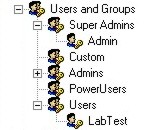 Users and Groups
Super Admins
Admin
Custom
Admins
PowerUsers
Users
LabTest